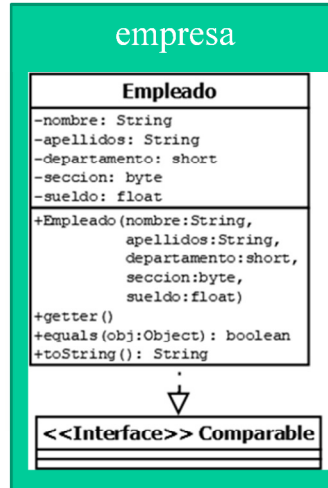 empresa
Empleado
-nombre: String
-apellidos: String
-departamento: short
-seccion: byte
-sueldo: float
+Empleado(nombre:String,
apellidos:String,
departamento:short,
seccion:byte,
sueldo:float)
+getter()
+equals(obj:Object): boolean
+toString(): String
<<Interface>> Comparable